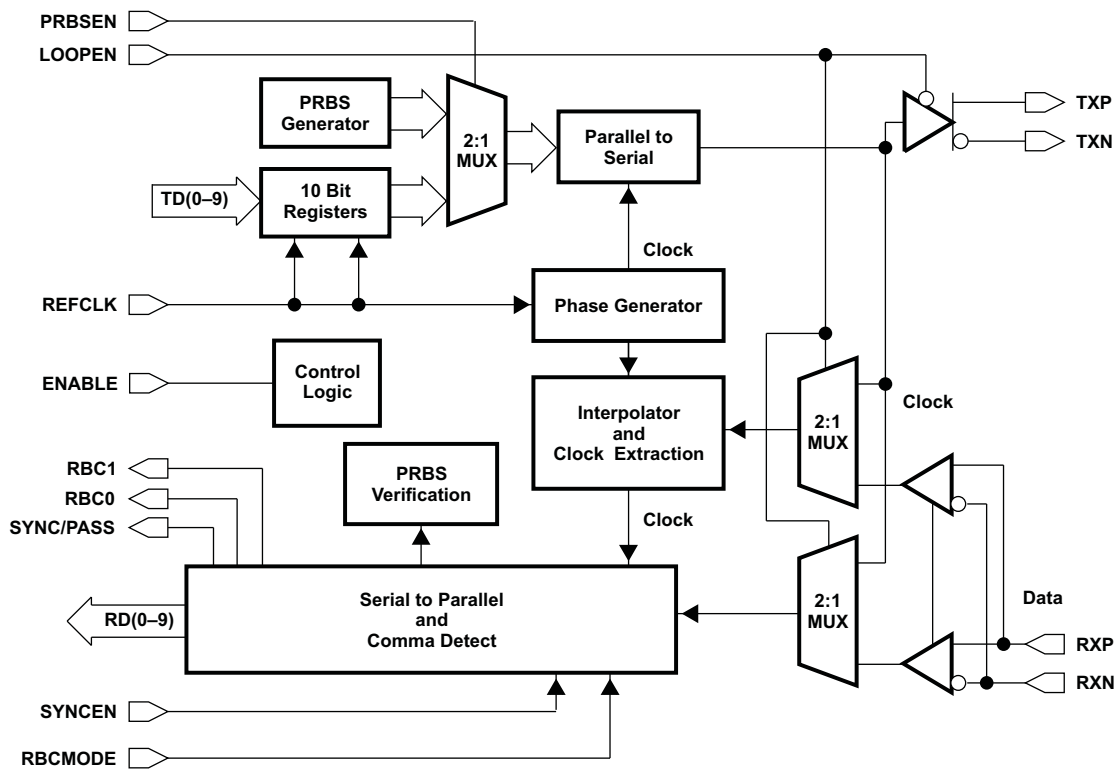 PRBSEN
LOOPEN
PRBS
Generator
2:1
MUX
Parallel to
Serial
TXP
TXN
TD(0–9)
10 Bit
Registers
Clock
REFCLK
Phase Generator
ENABLE
Control
Logic
Interpolator
and
Clock Extraction
2:1
MUX
Clock
RBC1
RBC0
SYNC/PASS
PRBS
Verification
Clock
RD(0–9)
Serial to Parallel
and
Comma Detect
2:1
MUX
Data
RXP
RXN
SYNCEN
RBCMODE